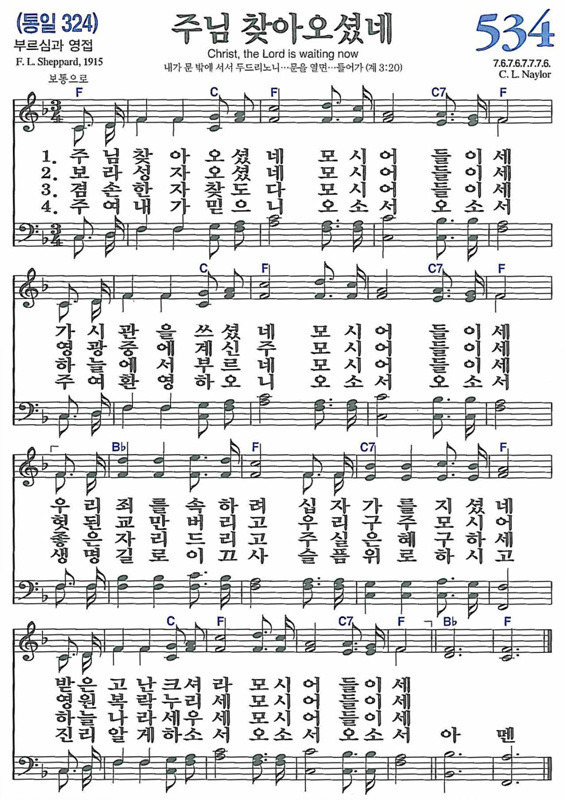 (통일 324)
부르심과 영접
F. L. Sheppard, 1915
보통으로
주님 찾아오셨네
Christ, the Lord is waiting now
내가 문 밖에 서서 두드리노니…문을 열면…들어가 (계 3:20)
534
7.6.7.6.7.7.7.6.
C. L. Naylor
F C F C7 F
1. 주 님 찾 아 오 셨 네 모 시 어 들 이 세
2. 보 라 성 자 오 셨 네 모 시 어 들 이 세
3. 겸 손 한 자 찾 도 다 모 시 어 들 이 세
4. 주 여 내 가 믿 으 니 오 소 서 오 소 서
C F C7 F
가 시 관 을 쓰 셨 네 모 시 어 들 이 세
영 광 중 에 계 신 주 모 시 어 들 이 세
하 늘 에 서 부 르 네 모 시 어 들 이 세
주 여 환 영 하 오 니 오 소 서 오 소 서
B♭ F C7 F
우 리 죄 를 속 하 려 십 자 가 를 지 셨 네
헛 된 교 만 버 리 고 우 리 구 주 모 시 어
좋 은 자 리 드 리 고 주 실 은 혜 구 하 여
생 명 길 로 이 끄 사 슬 픔 위 로 하 시 고
C F C7 F B♭ F
받 은 고 난 크 셔 라 모 시 어 들 이 세
영 원 복 락 누 리 세 모 시 어 들 이 세
하 늘 나 라 세 우 소 서
진 리 알 게 하 소 서 오 소 서 오 소 서 아 멘